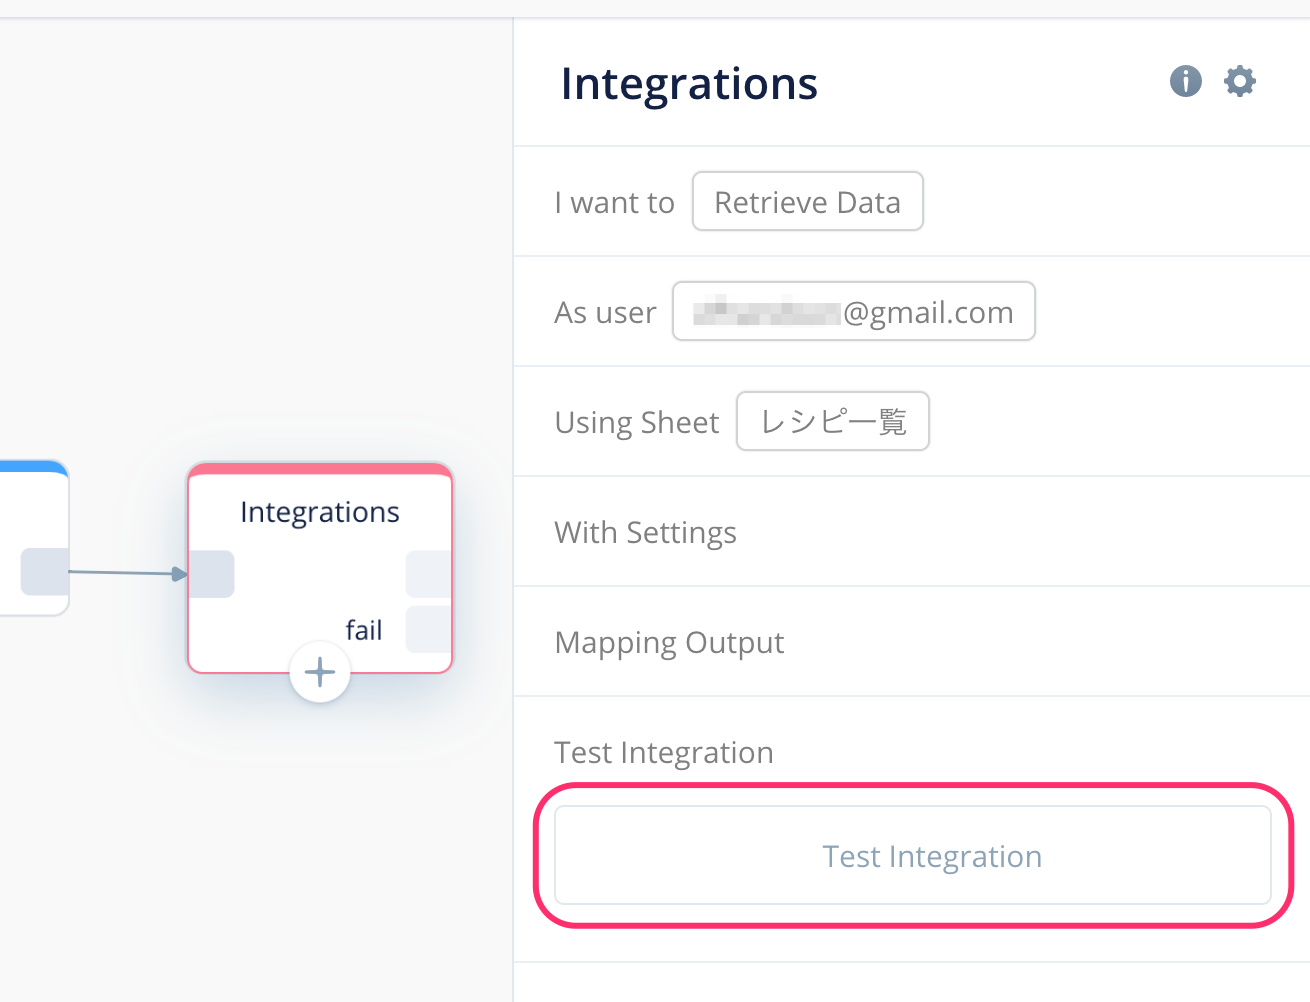 Integrations
I want to Retrieve Data
As user @gmail.com
Using Sheet レシピ一覧
With Settings
Mapping Output
Test Integration
Test Integration
Integrations
fail